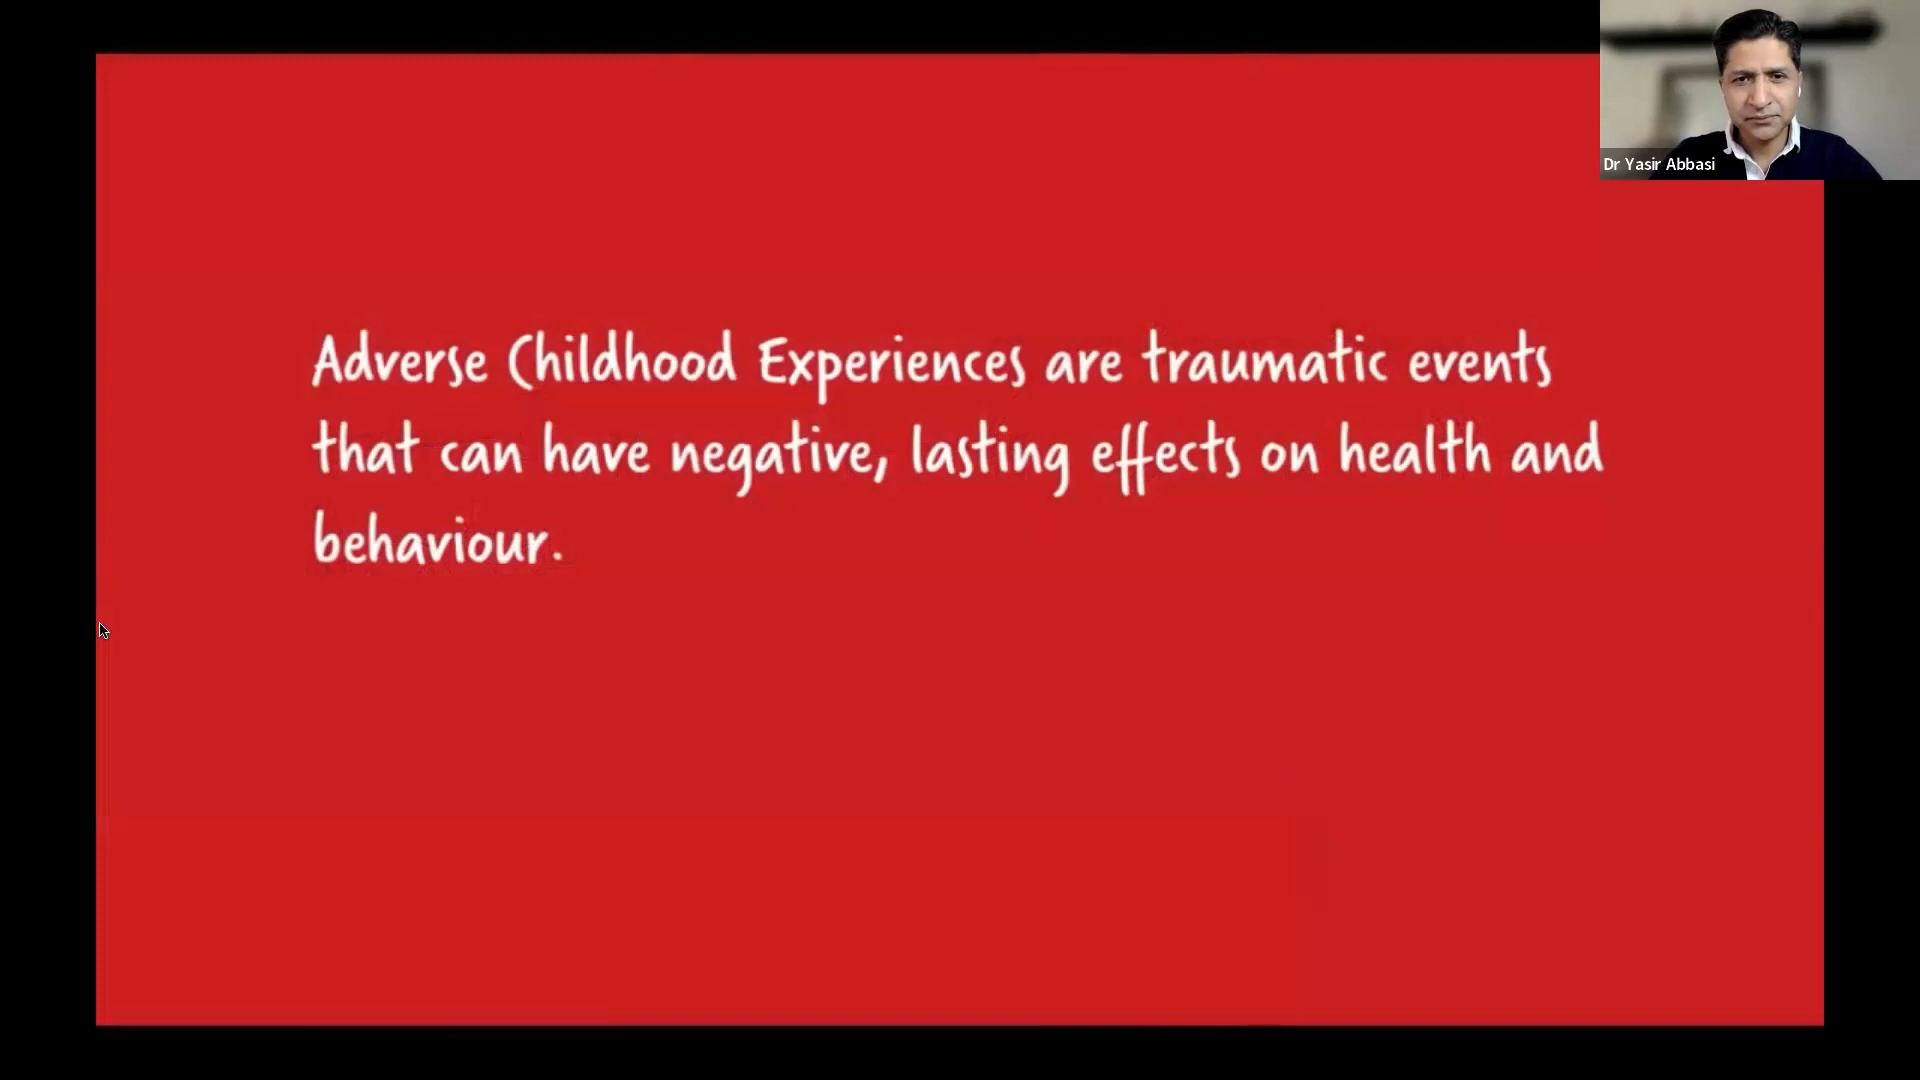 Dr Yasir Abbasi
Adverse Childhood Experiences are traumatic events
that can have negative, lasting effects on health and
behaviour.